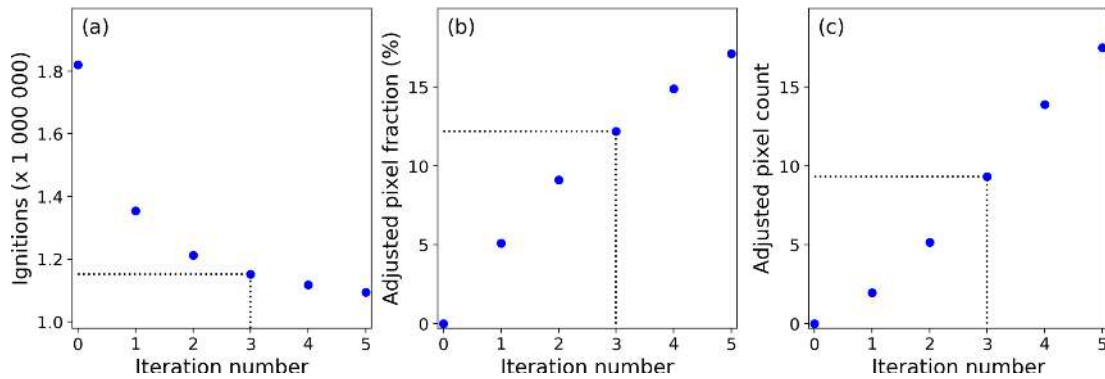 (a)
Ignitions (x 1 000 000)
1.8
1.6
1.4
1.2
1.0
0 1 2 3 4 5
Iteration number
(b)
Adjusted pixel fraction (%)
15
10
5
0
0 1 2 3 4 5
Iteration number
(c)
Adjusted pixel count
15
10
5
0
0 1 2 3 4 5
Iteration number